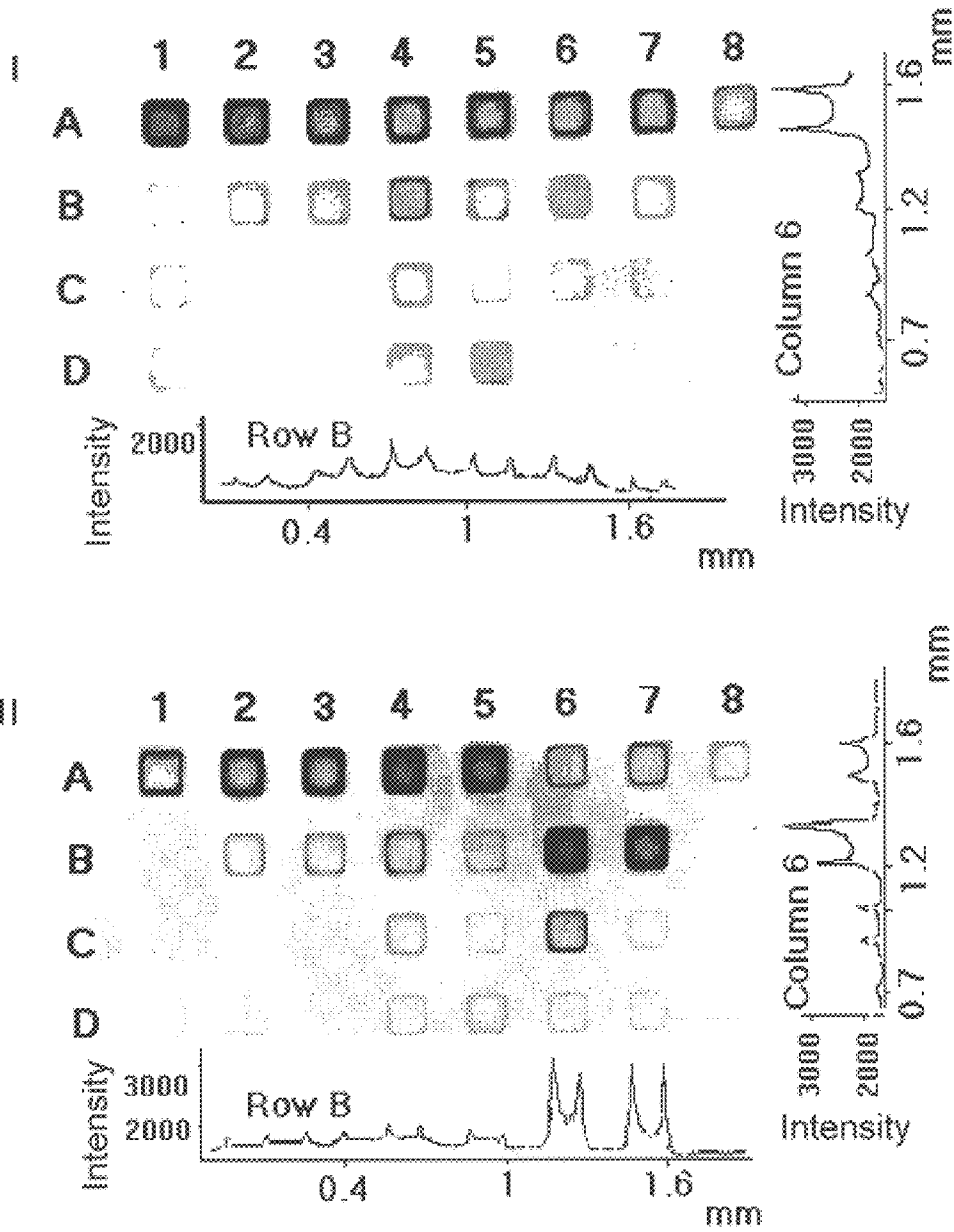 I
1 2 3 4 5 6 7 8
A
B
C
D
mm
1.6
1.2
0.7
Column 6
3000
2000
Intensity
Intensity
2000
Row B
0.4 1 1.6
mm
II
1 2 3 4 5 6 7 8
A
B
C
D
mm
1.6
1.2
0.7
Column 6
3000
2000
Intensity
Intensity
3000
2000
Row B
0.4 1 1.6
mm